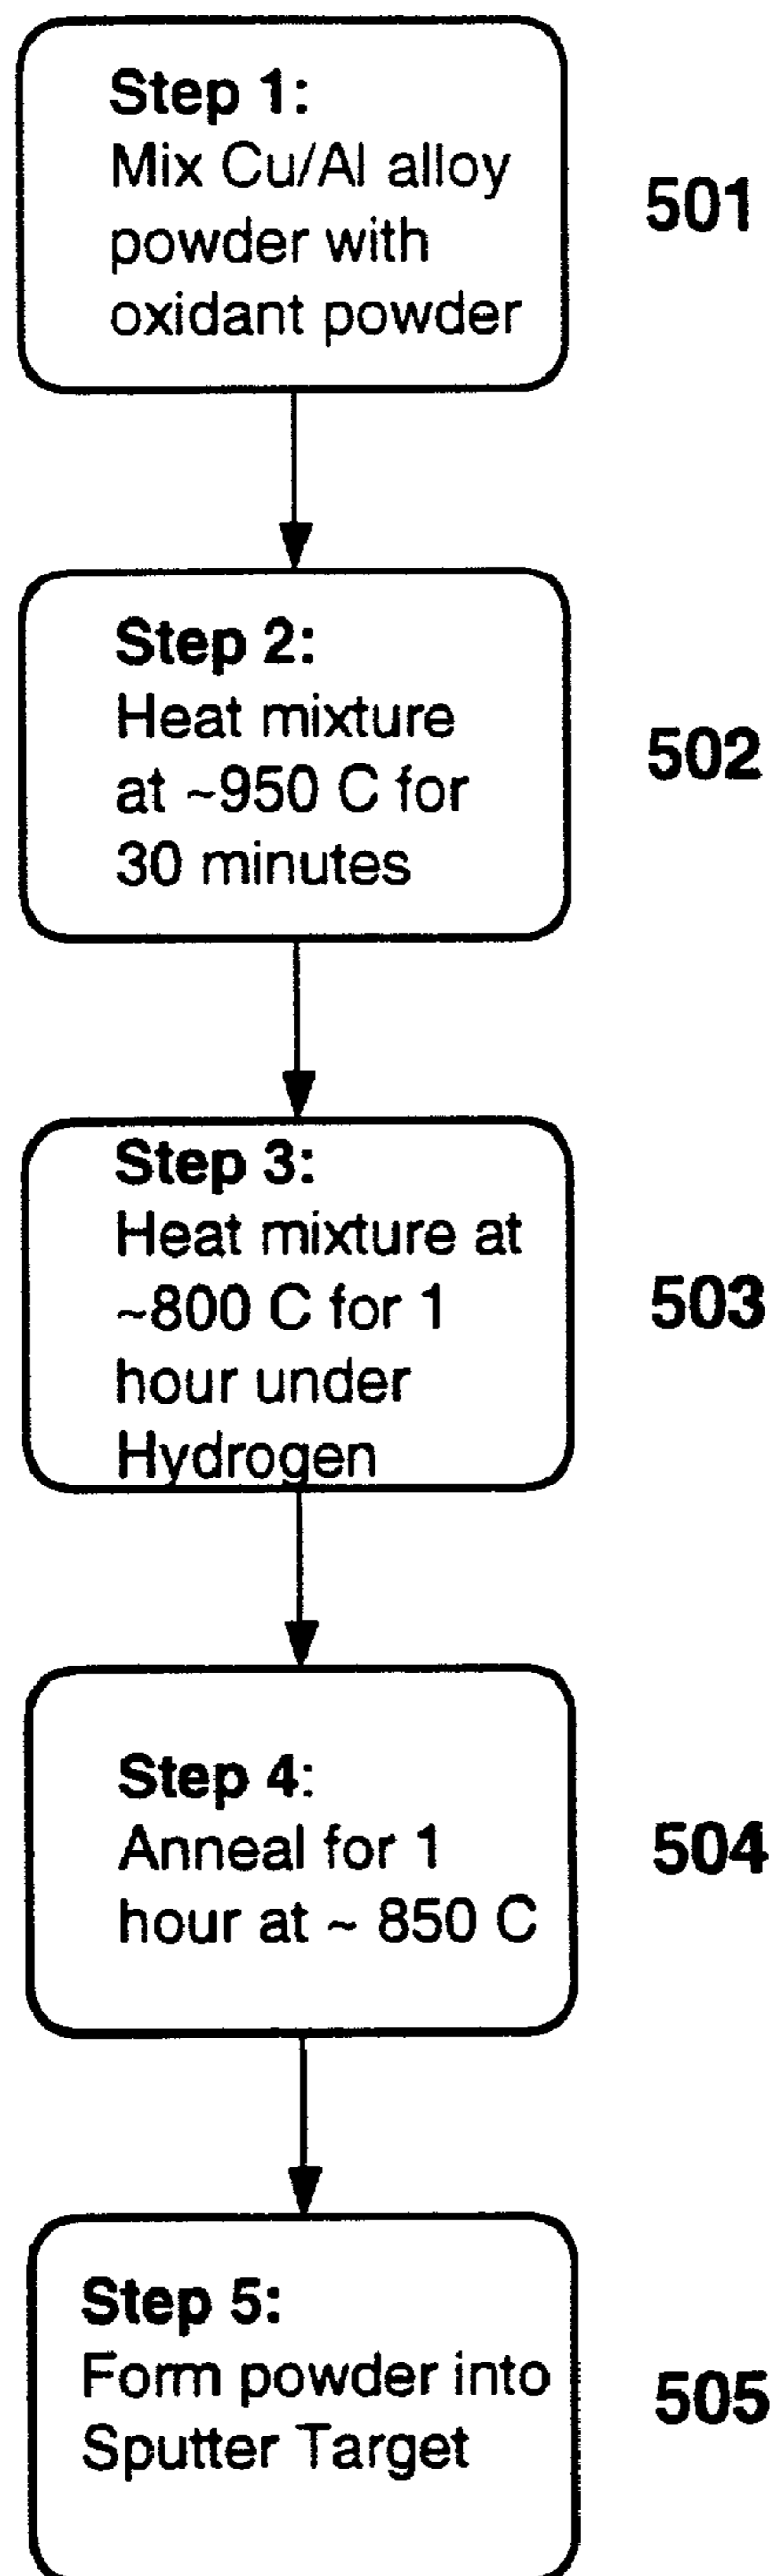 Step 1:
Mix Cu/Al alloy
powder with
oxidant powder
501
Step 2:
Heat mixture
at ~950 C for
30 minutes
502
Step 3:
Heat mixture at
~800 C for 1
hour under
Hydrogen
503
Step 4:
Anneal for 1
hour at ~ 850 C
504
Step 5:
Form powder into
Sputter Target
505